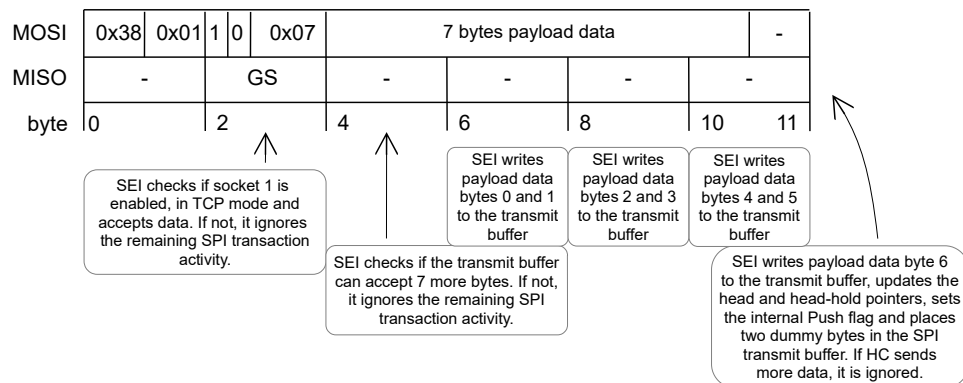 MOSI 0x38 0x01 1 0 0x07 7 bytes payload data -
MISO - GS - - - -
byte 0 2 4 6 8 10 11
SEI checks if socket 1 is
enabled, in TCP mode and
accepts data. If not, it ignores
the remaining SPI transaction
activity.
SEI checks if the transmit buffer
can accept 7 more bytes. If not,
it ignores the remaining SPI
transaction activity.
SEI writes
payload data
bytes 0 and 1
to the transmit
buffer
SEI writes
payload data
bytes 2 and 3
to the transmit
buffer
SEI writes
payload data
bytes 4 and 5
to the transmit
buffer
SEI writes payload data byte 6
to the transmit buffer, updates the
head and head-hold pointers, sets
the internal Push flag and places
two dummy bytes in the SPI
transmit buffer. If HC sends
more data, it is ignored.